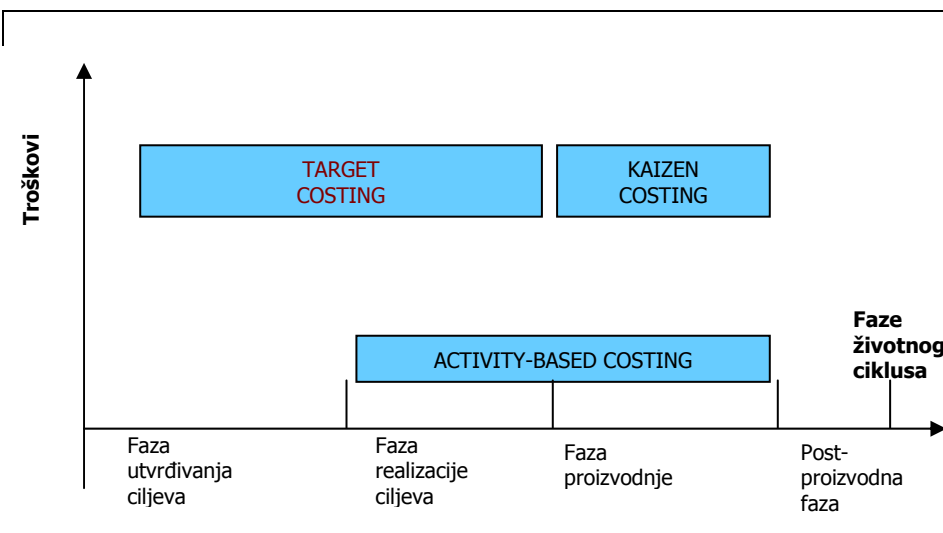 Troškovi
TARGET
COSTING
KAIZEN
COSTING
ACTIVITY-BASED COSTING
Faze
životnog
ciklusa
Faza
utvrđivanja
ciljeva
Faza
realizacije
ciljeva
Faza
proizvodnje
Post-
proizvodna
faza